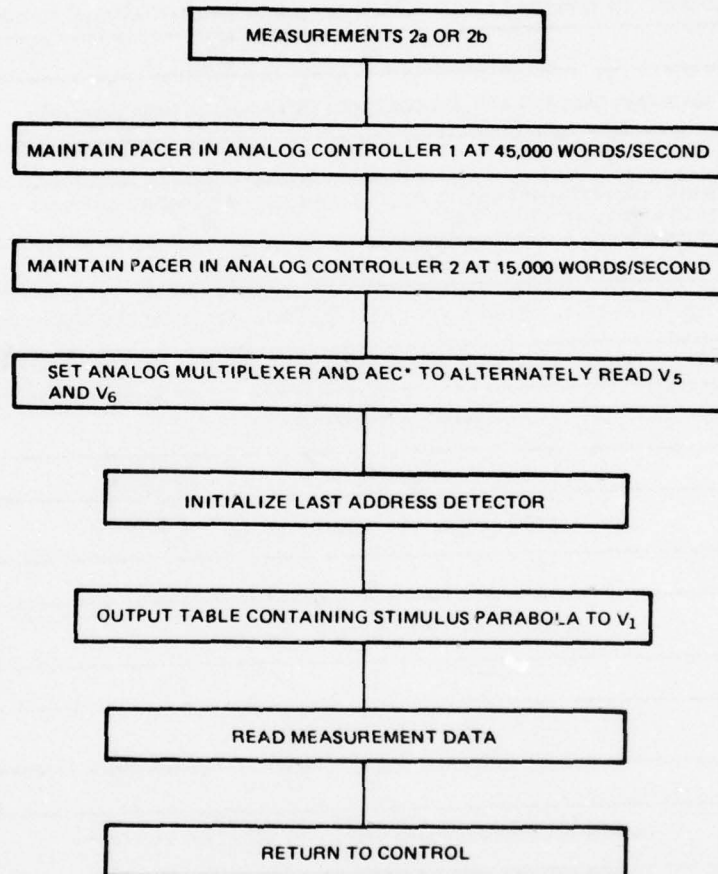 MEASUREMENTS 2a OR 2b
MAINTAIN PACER IN ANALOG CONTROLLER 1 AT 45,000 WORDS/SECOND
MAINTAIN PACER IN ANALOG CONTROLLER 2 AT 15,000 WORDS/SECOND
SET ANALOG MULTIPLEXER AND AEC* TO ALTERNATELY READ V5
AND V6
INITIALIZE LAST ADDRESS DETECTOR
OUTPUT TABLE CONTAINING STIMULUS PARABOLA TO V1
READ MEASUREMENT DATA
RETURN TO CONTROL